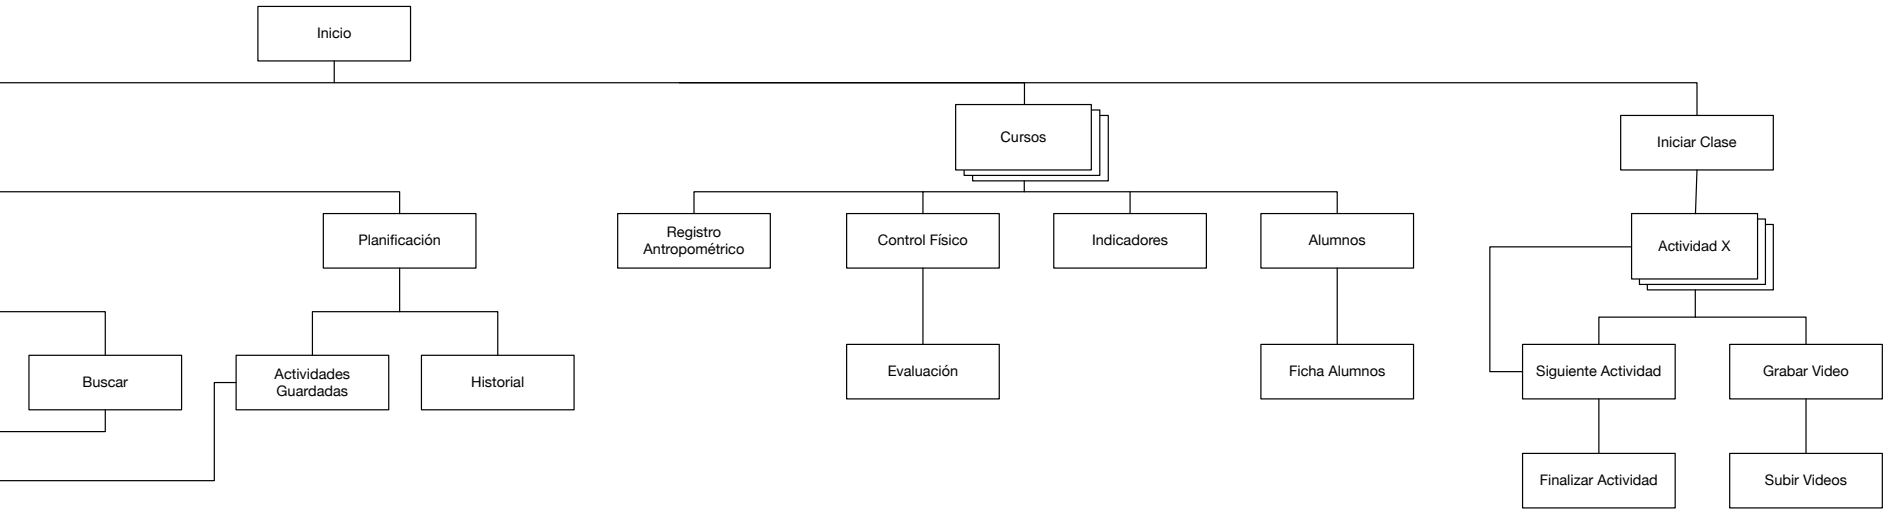 Inicio
Cursos
Iniciar Clase
Planificación
Registro
Antropométrico
Control Físico
Indicadores
Alumnos
Actividad X
Buscar
Actividades
Guardadas
Historial
Evaluación
Ficha Alumnos
Siguiente Actividad
Grabar Video
Finalizar Actividad
Subir Videos